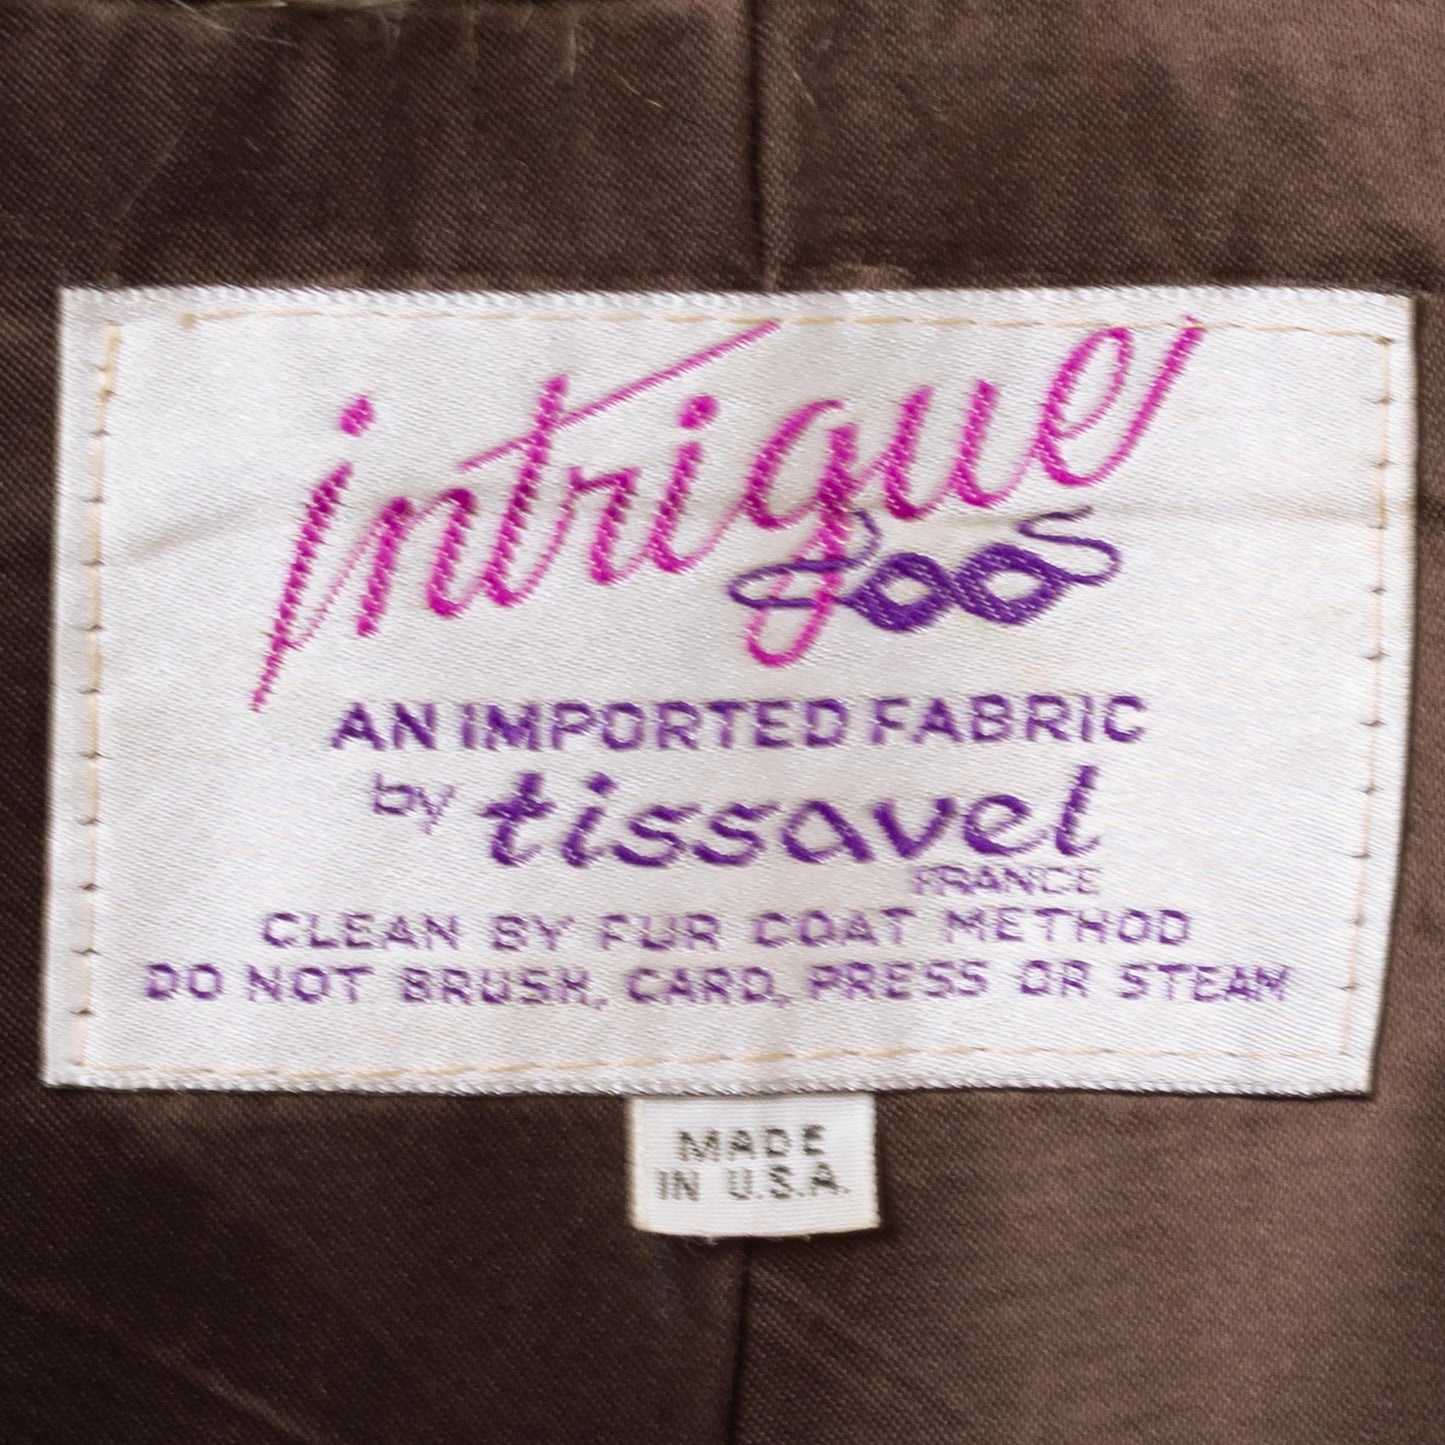 intrigue
AN IMPORTED FABRIC
by tissavel
FRANCE
CLEAN BY FUR COAT METHOD
DO NOT BRUSH, CARD, PRESS OR STEAM
MADE
IN U.S.A.